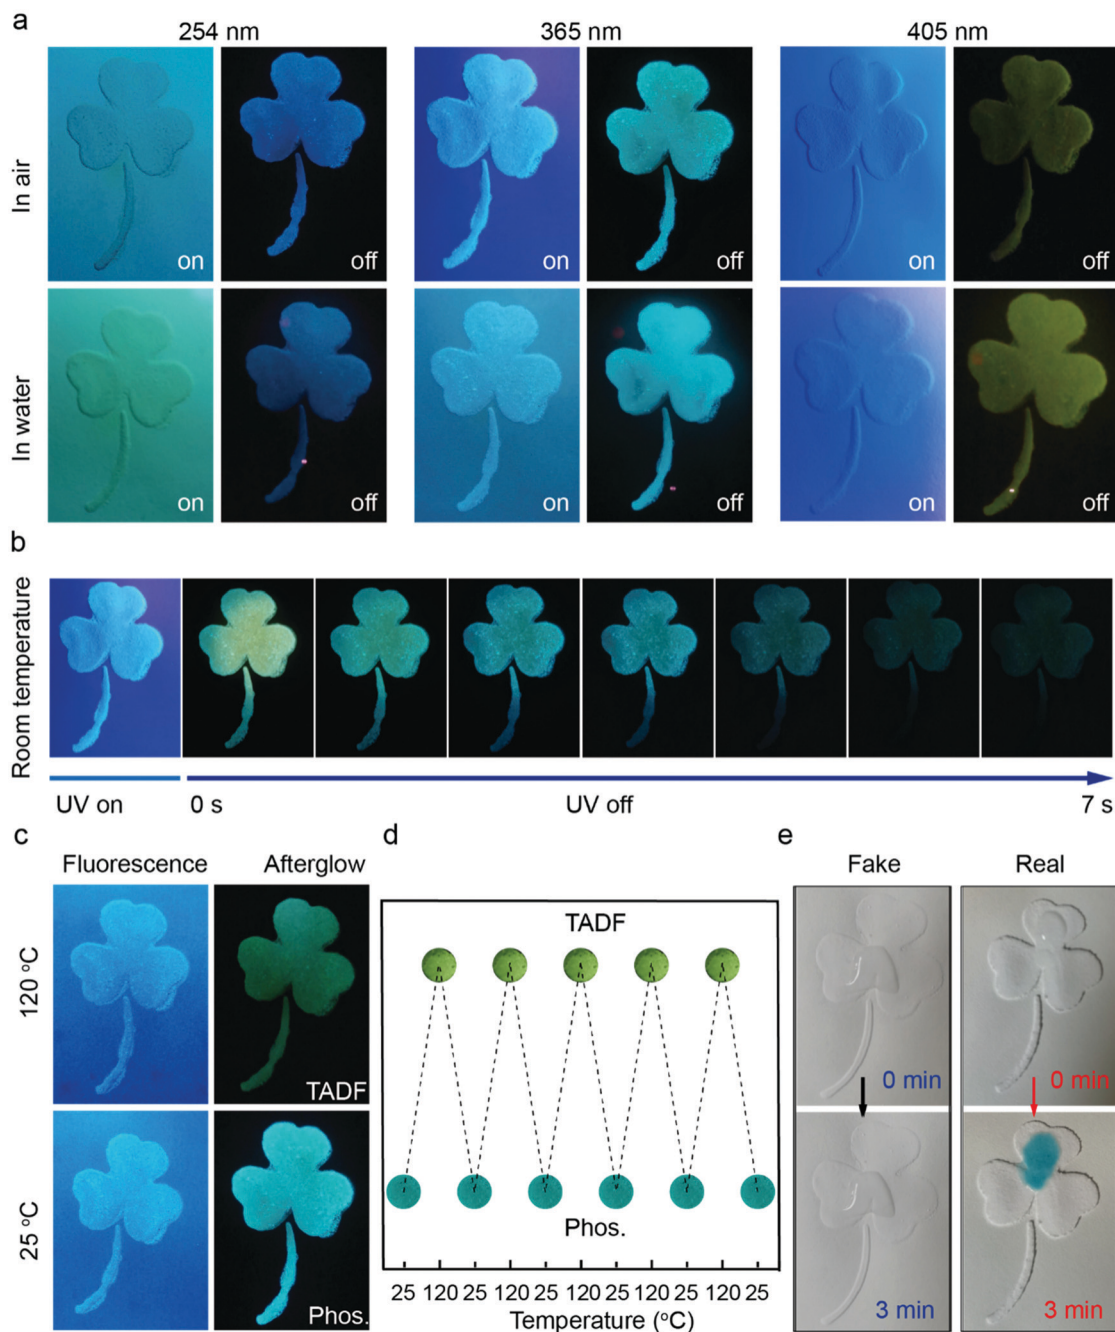 a
254 nm 365 nm 405 nm
In air
on off on off on off
In water
on off on off on off
b
Room temperature
UV on 0 s UV off 7 s
c
Fluorescence Afterglow
120 °C
TADF
25 °C
Phos.
d
TADF
Phos.
25 120 25 120 25 120 25 120 25 120 25
Temperature (°C)
e
Fake Real
0 min 0 min
3 min 3 min